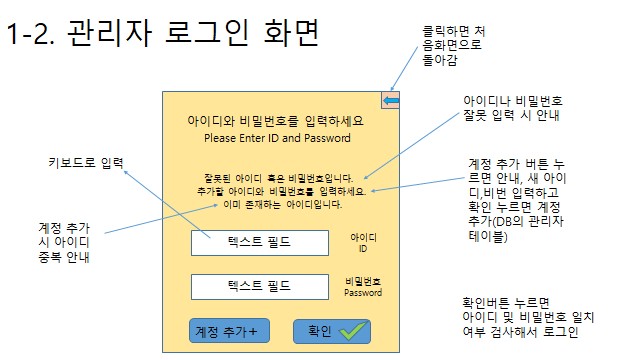 1-2. 관리자 로그인 화면
클릭하면 처
음화면으로
돌아감
아이디와 비밀번호를 입력하세요
Please Enter ID and Password
아이디나 비밀번호
잘못 입력 시 안내
키보드로 입력
잘못된 아이디 혹은 비밀번호입니다.
추가할 아이디와 비밀번호를 입력하세요.
이미 존재하는 아이디입니다.
계정 추가 버튼 누
르면 안내, 새 아이
디,비번 입력하고
확인 누르면 계정
추가(DB의 관리자
테이블)
계정 추가
시 아이디
중복 안내
텍스트 필드
아이디
ID
텍스트 필드
비밀번호
Password
계정 추가+
확인
확인버튼 누르면
아이디 및 비밀번호 일치
여부 검사해서 로그인